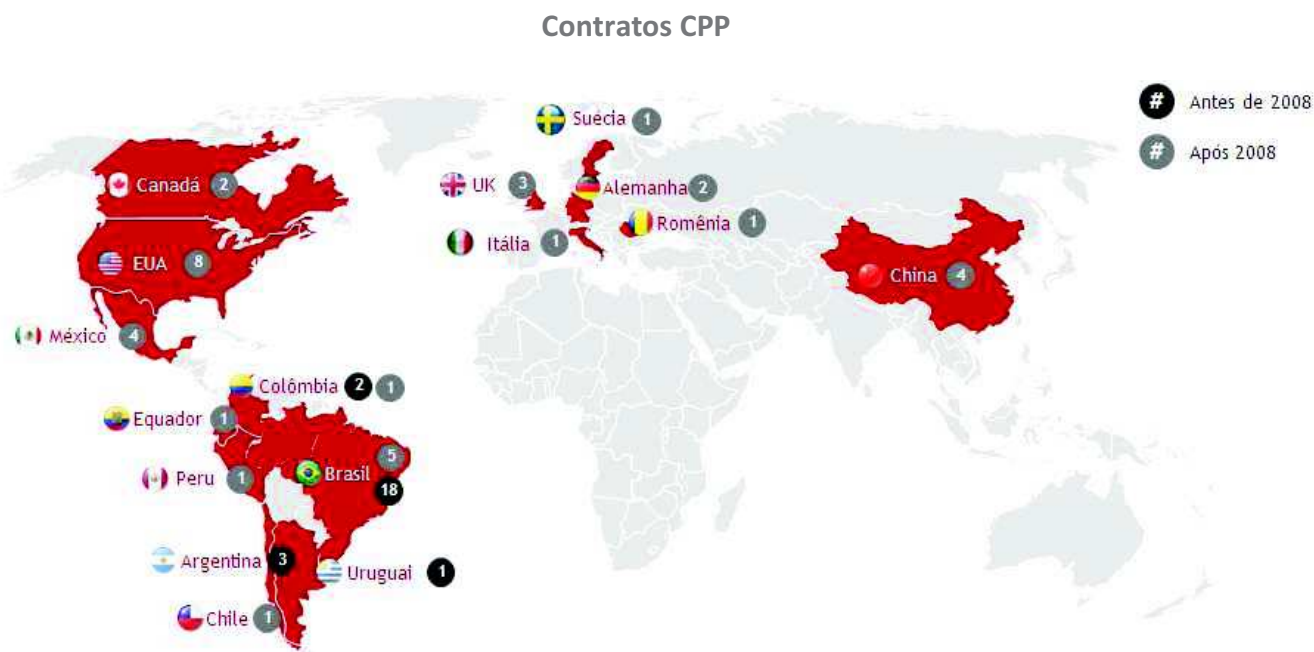 Contratos CPP
# Antes de 2008
# Após 2008
Suécia 1
Canadá 2
UK 3
Alemanha 2
Romênia 1
Itália 1
EUA 8
China 4
México 4
Colômbia 2 1
Equador 1
Brasil 5
18
Peru 1
Argentina 3
Uruguai 1
Chile 1